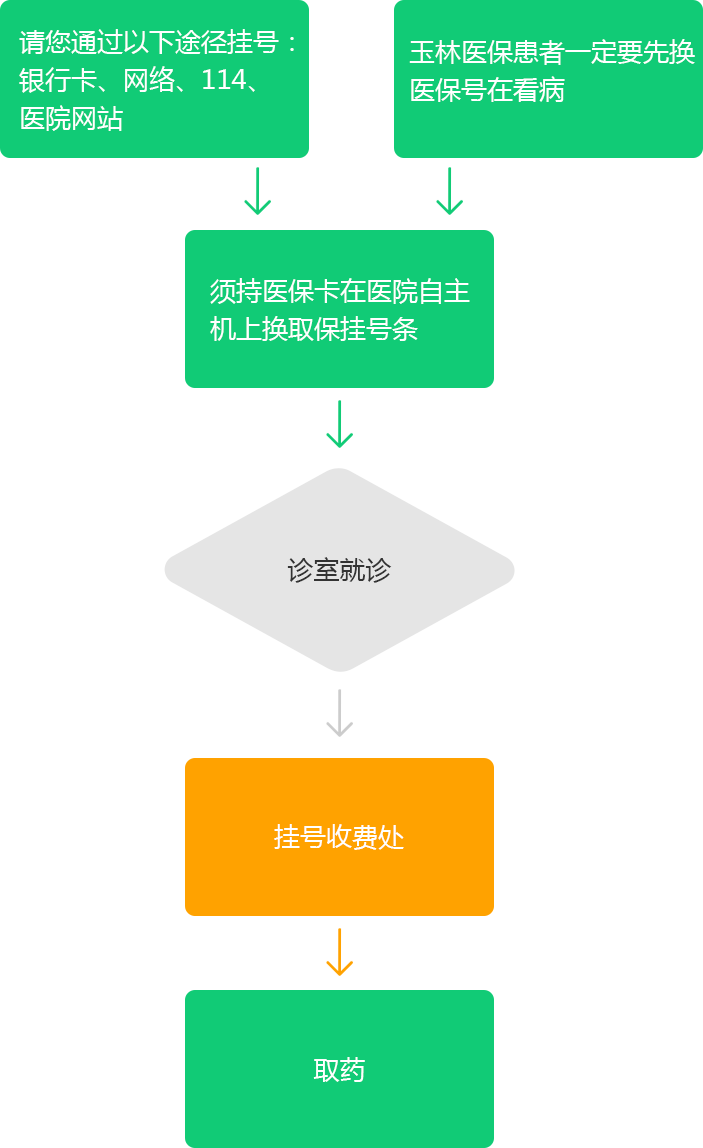 请您通过以下途径挂号：
银行卡、网络、114、
医院网站
玉林医保患者一定要先换
医保号在看病
须持医保卡在医院自主
机上换取保挂号条
诊室就诊
挂号收费处
取药